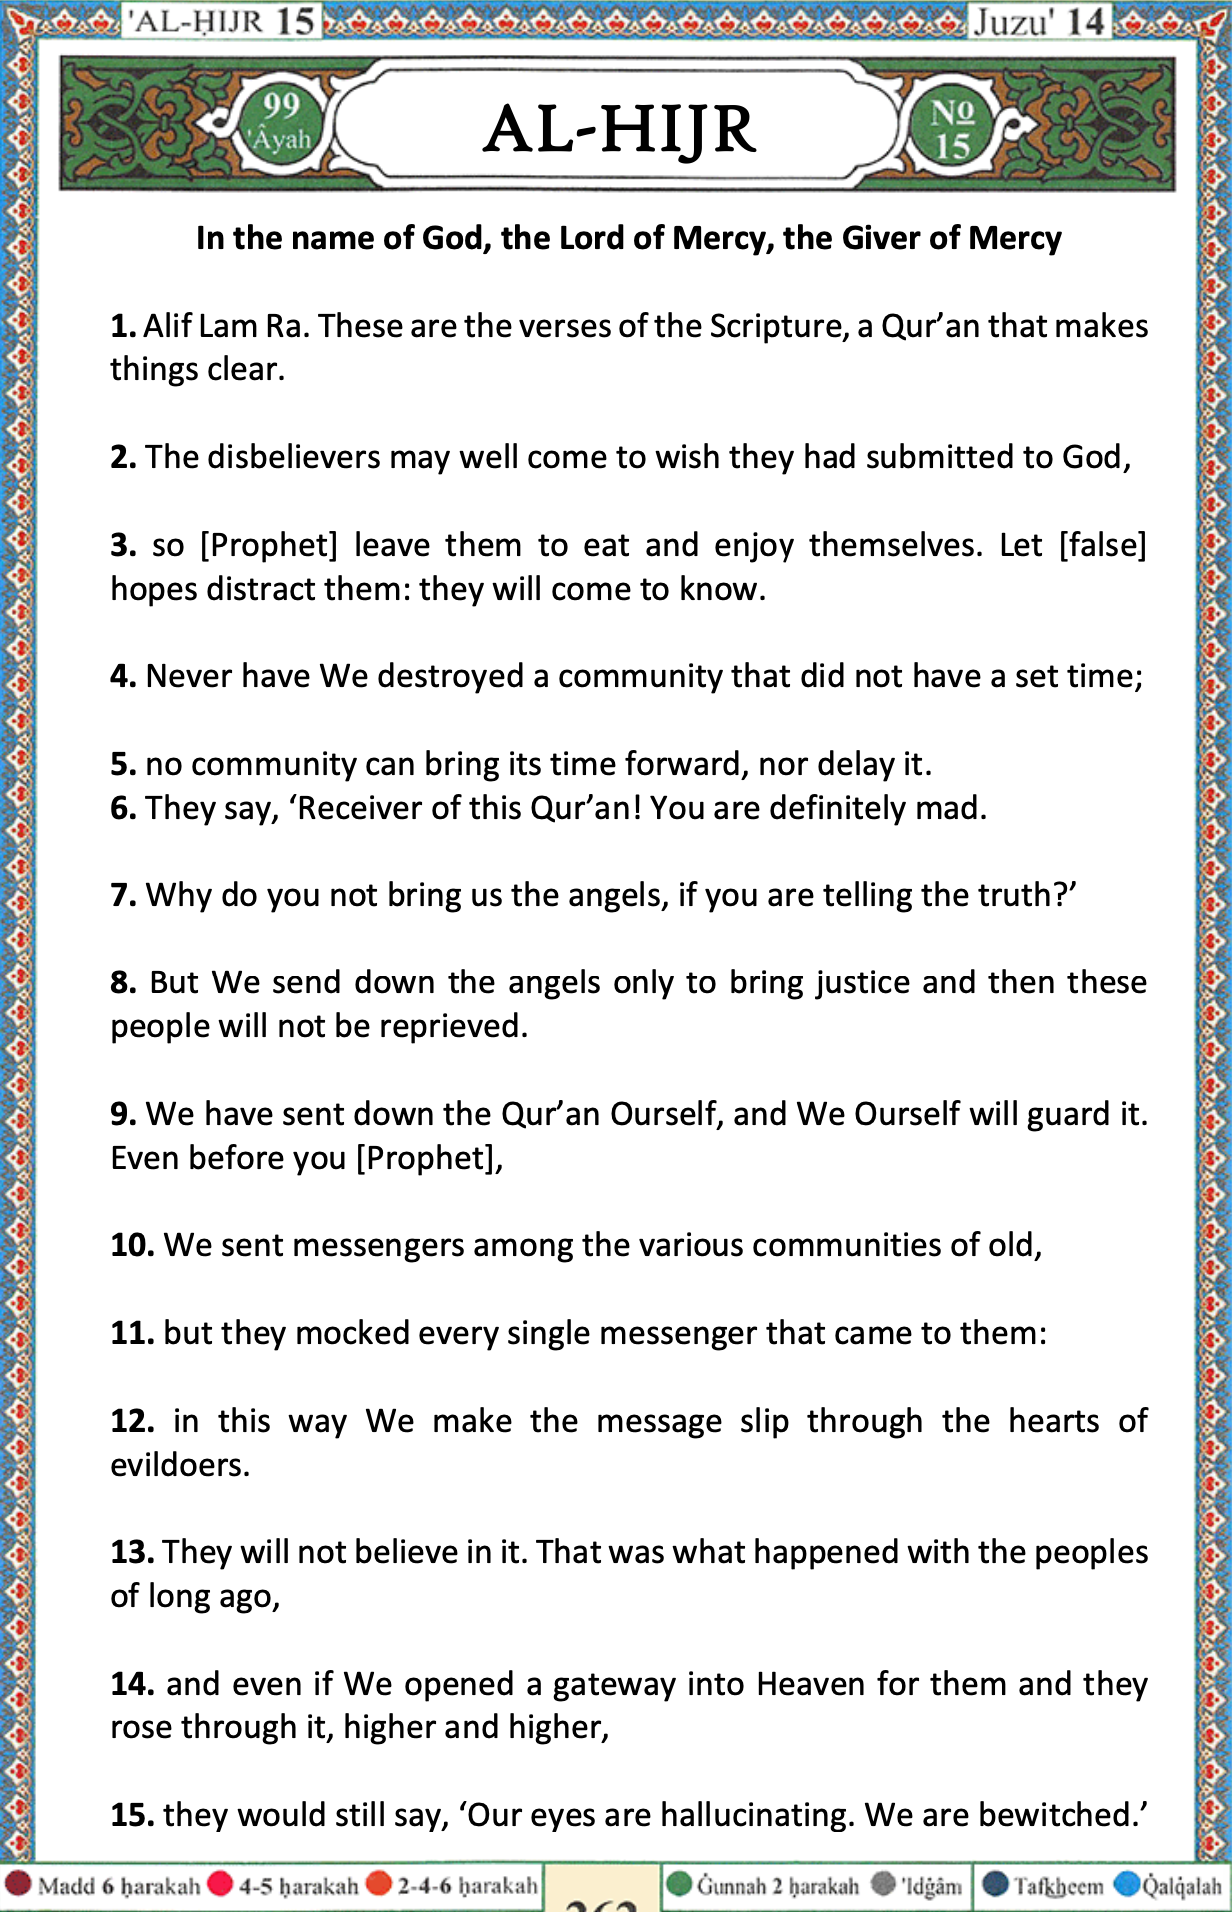 'AL-ḤIJR 15
Juzu' 14
99
'Âyah
AL-HIJR
No
15
In the name of God, the Lord of Mercy, the Giver of Mercy
1. Alif Lam Ra. These are the verses of the Scripture, a Qur’an that makes
things clear.
2. The disbelievers may well come to wish they had submitted to God,
3. so [Prophet] leave them to eat and enjoy themselves. Let [false]
hopes distract them: they will come to know.
4. Never have We destroyed a community that did not have a set time;
5. no community can bring its time forward, nor delay it.
6. They say, ‘Receiver of this Qur’an! You are definitely mad.
7. Why do you not bring us the angels, if you are telling the truth?’
8. But We send down the angels only to bring justice and then these
people will not be reprieved.
9. We have sent down the Qur’an Ourself, and We Ourself will guard it.
Even before you [Prophet],
10. We sent messengers among the various communities of old,
11. but they mocked every single messenger that came to them:
12. in this way We make the message slip through the hearts of
evildoers.
13. They will not believe in it. That was what happened with the peoples
of long ago,
14. and even if We opened a gateway into Heaven for them and they
rose through it, higher and higher,
15. they would still say, ‘Our eyes are hallucinating. We are bewitched.’
Madd 6 ḥarakah 4-5 ḥarakah 2-4-6 ḥarakah
Ġunnah 2 ḥarakah 'Idġâm Tafkheem Q̇alq̇alah